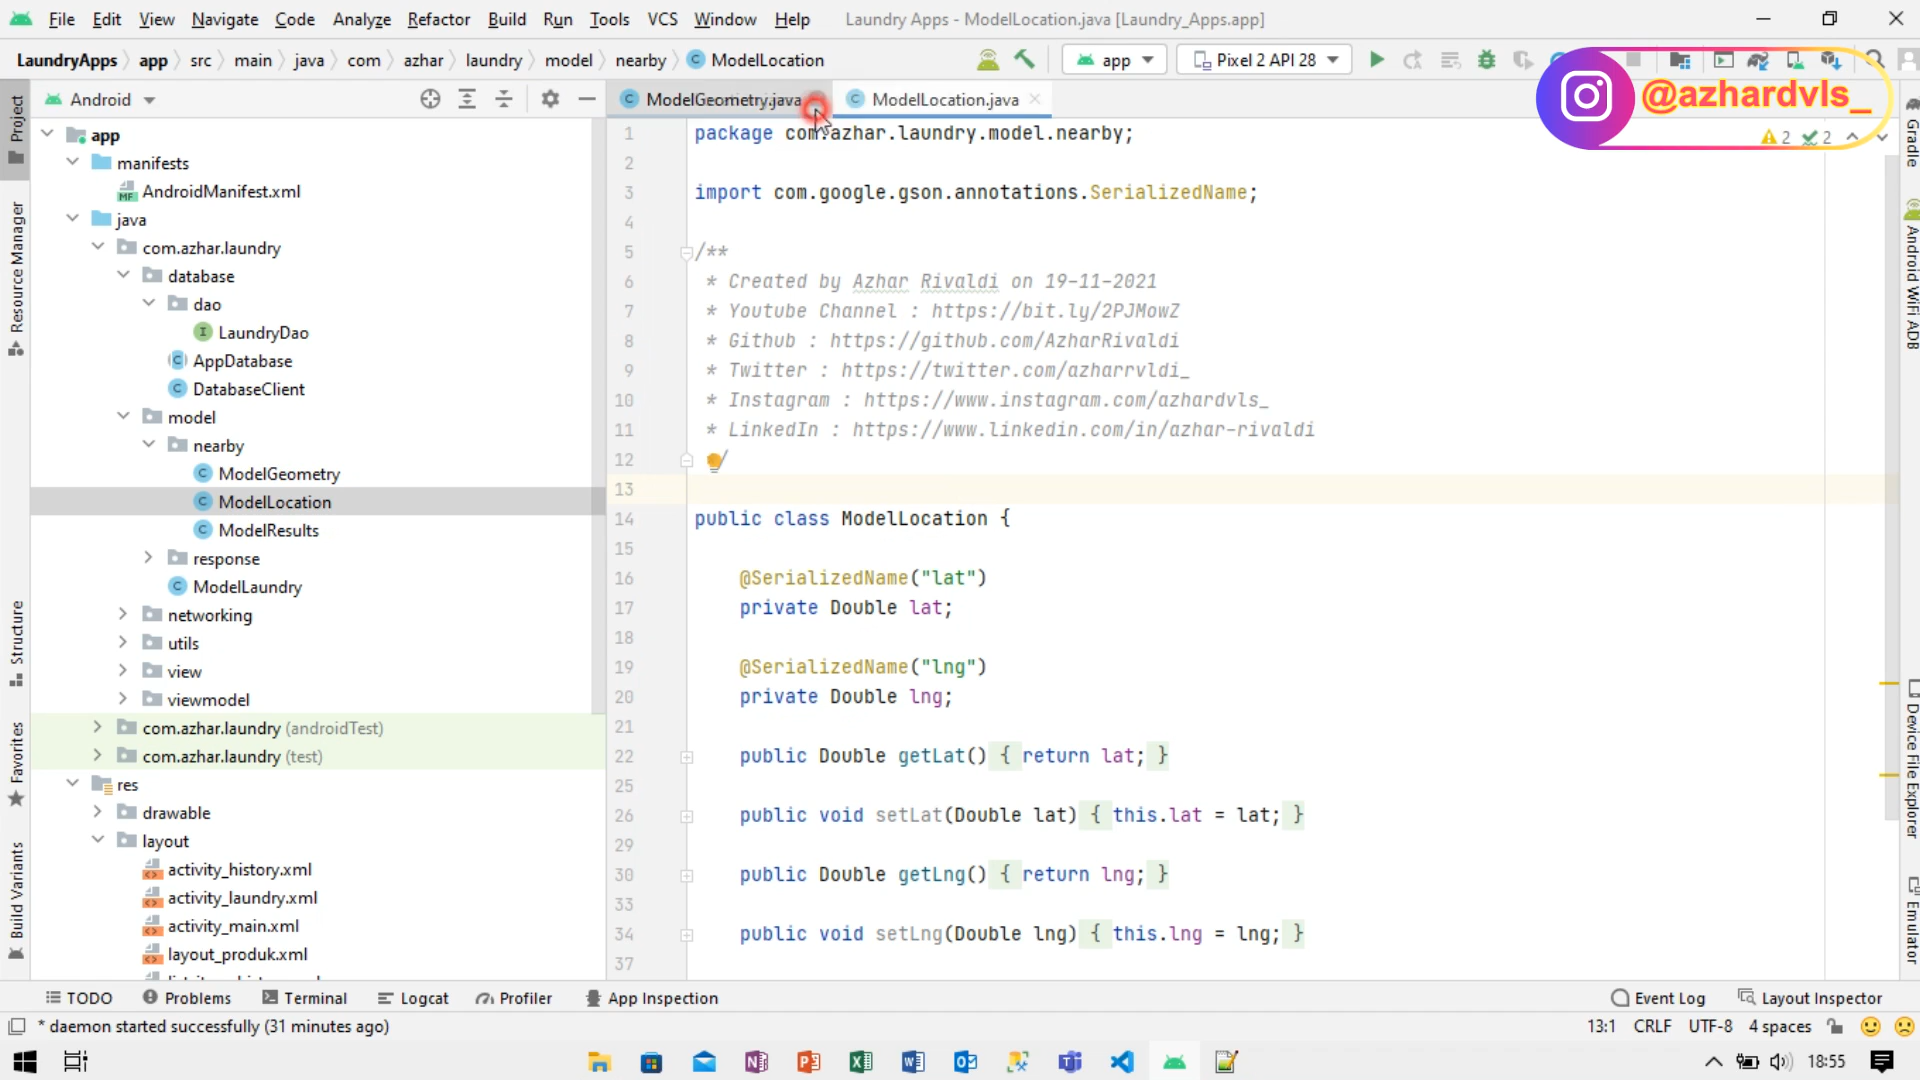 File Edit View Navigate Code Analyze Refactor Build Run Tools VCS Window Help Laundry Apps - ModelLocation.java [Laundry_Apps.app]
LaundryApps app src main java com azhar laundry model nearby ModelLocation app Pixel 2 API 28
@azhardvls_
Android ModelGeometry.java ModelLocation.java
Project
Resource Manager
Structure
Favorites
Build Variants
app
manifests
AndroidManifest.xml
java
com.azhar.laundry
database
dao
LaundryDao
AppDatabase
DatabaseClient
model
nearby
ModelGeometry
ModelLocation
ModelResults
response
ModelLaundry
networking
utils
view
viewmodel
com.azhar.laundry (androidTest)
com.azhar.laundry (test)
res
drawable
layout
activity_history.xml
activity_laundry.xml
activity_main.xml
layout_produk.xml
2 2
1 package com.azhar.laundry.model.nearby;
2
3 import com.google.gson.annotations.SerializedName;
4
5 /**
6 * Created by Azhar Rivaldi on 19-11-2021
7 * Youtube Channel : https://bit.ly/2PJMowZ
8 * Github : https://github.com/AzharRivaldi
9 * Twitter : https://twitter.com/azharrvldi_
10 * Instagram : https://www.instagram.com/azhardvls_
11 * LinkedIn : https://www.linkedin.com/in/azhar-rivaldi
12 */
13
14 public class ModelLocation {
15
16 @SerializedName("lat")
17 private Double lat;
18
19 @SerializedName("lng")
20 private Double lng;
21
22 public Double getLat() { return lat; }
25
26 public void setLat(Double lat) { this.lat = lat; }
29
30 public Double getLng() { return lng; }
33
34 public void setLng(Double lng) { this.lng = lng; }
37
Gradle
Android WiFi ADB
Device File Explorer
Emulator
TODO Problems Terminal Logcat Profiler App Inspection Event Log Layout Inspector
* daemon started successfully (31 minutes ago) 13:1 CRLF UTF-8 4 spaces
18:55